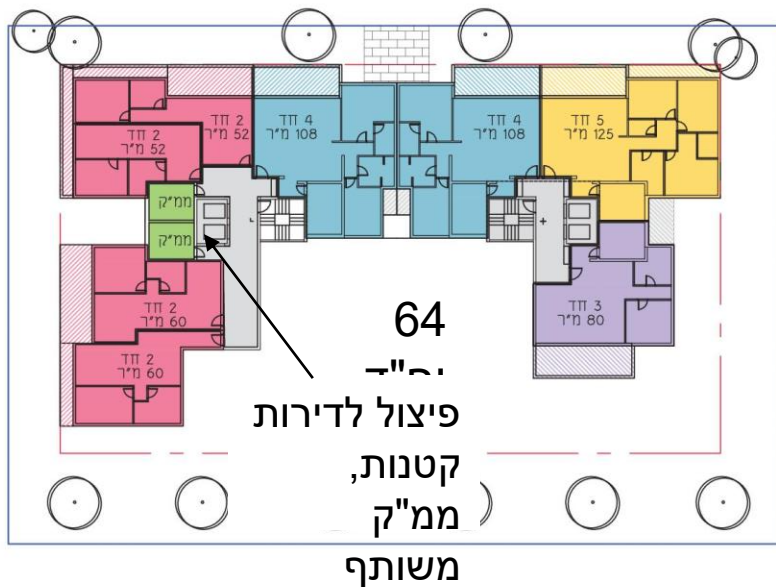 2 חד
52 מ"ר
2 חד
52 מ"ר
4 חד
108 מ"ר
4 חד
108 מ"ר
5 חד
125 מ"ר
ממ"ק
ממ"ק
2 חד
60 מ"ר
2 חד
60 מ"ר
3 חד
80 מ"ר
64
פיצול לדירות
קטנות,
ממ"ק
משותף